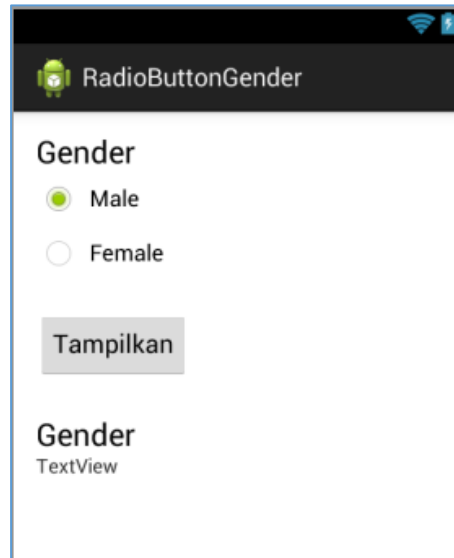 RadioButtonGender
Gender
Male
Female
Tampilkan
Gender
TextView